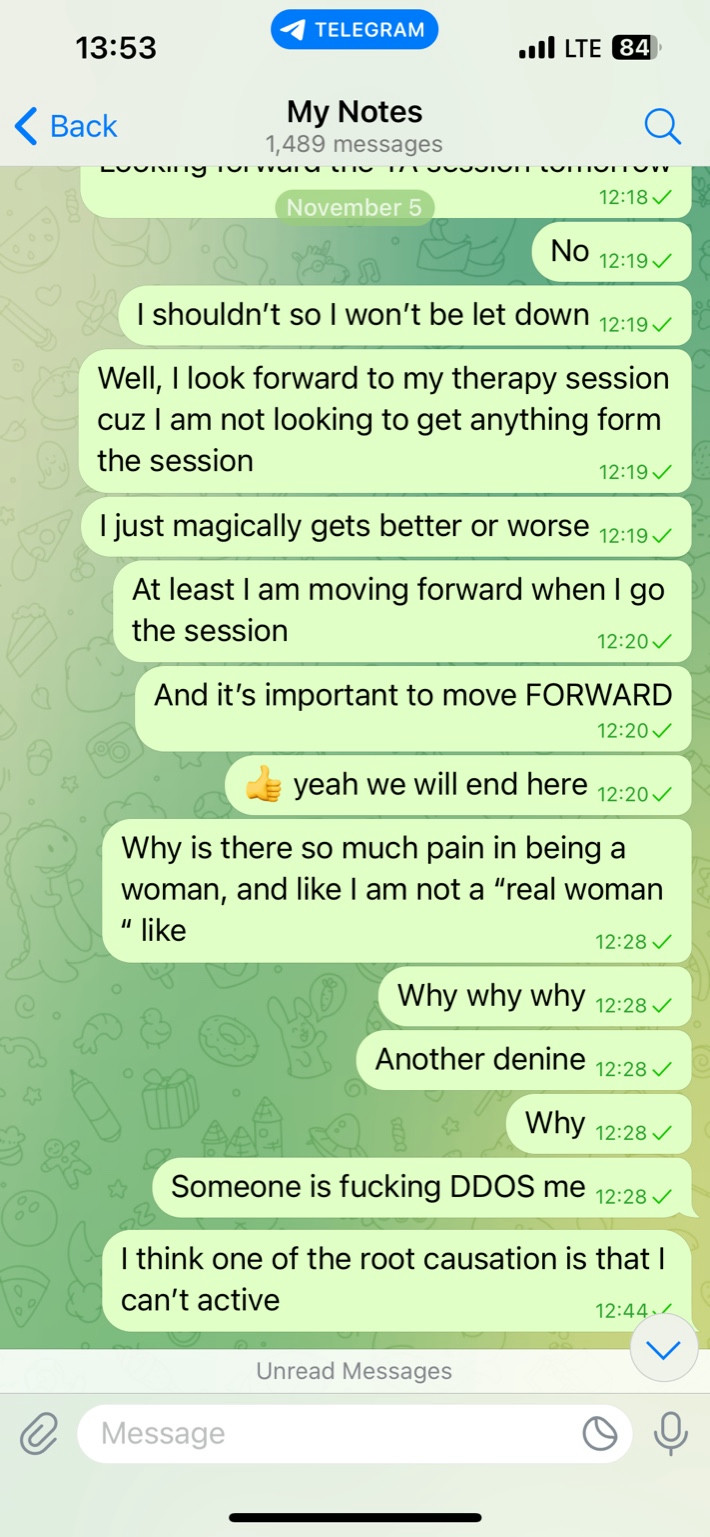 13:53
TELEGRAM
LTE 84
Back
My Notes
1,489 messages
Looking forward the TA session tomorrow
12:18
November 5
No 12:19
I shouldn’t so I won’t be let down 12:19
Well, I look forward to my therapy session
cuz I am not looking to get anything form
the session
12:19
I just magically gets better or worse 12:19
At least I am moving forward when I go
the session
12:20
And it’s important to move FORWARD
12:20
👍 yeah we will end here 12:20
Why is there so much pain in being a
woman, and like I am not a “real woman
“ like
12:28
Why why why 12:28
Another denine 12:28
Why 12:28
Someone is fucking DDOS me 12:28
I think one of the root causation is that I
can’t active
12:44
Unread Messages
Message